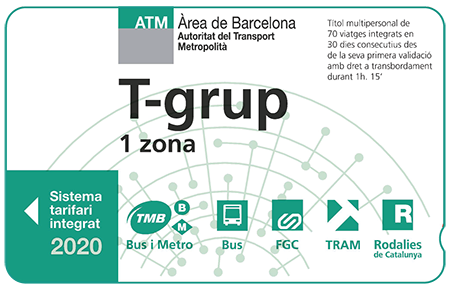 ATM
Àrea de Barcelona
Autoritat del Transport
Metropolità
Títol multipersonal de
70 viatges integrats en
30 dies consecutius des
de la seva primera validació
amb dret a transbordament
durant 1h. 15'
T-grup
1 zona
Sistema
tarifari
integrat
2020
TMB
B
M
Bus i Metro
Bus
FGC
TRAM
R
Rodalies
de Catalunya